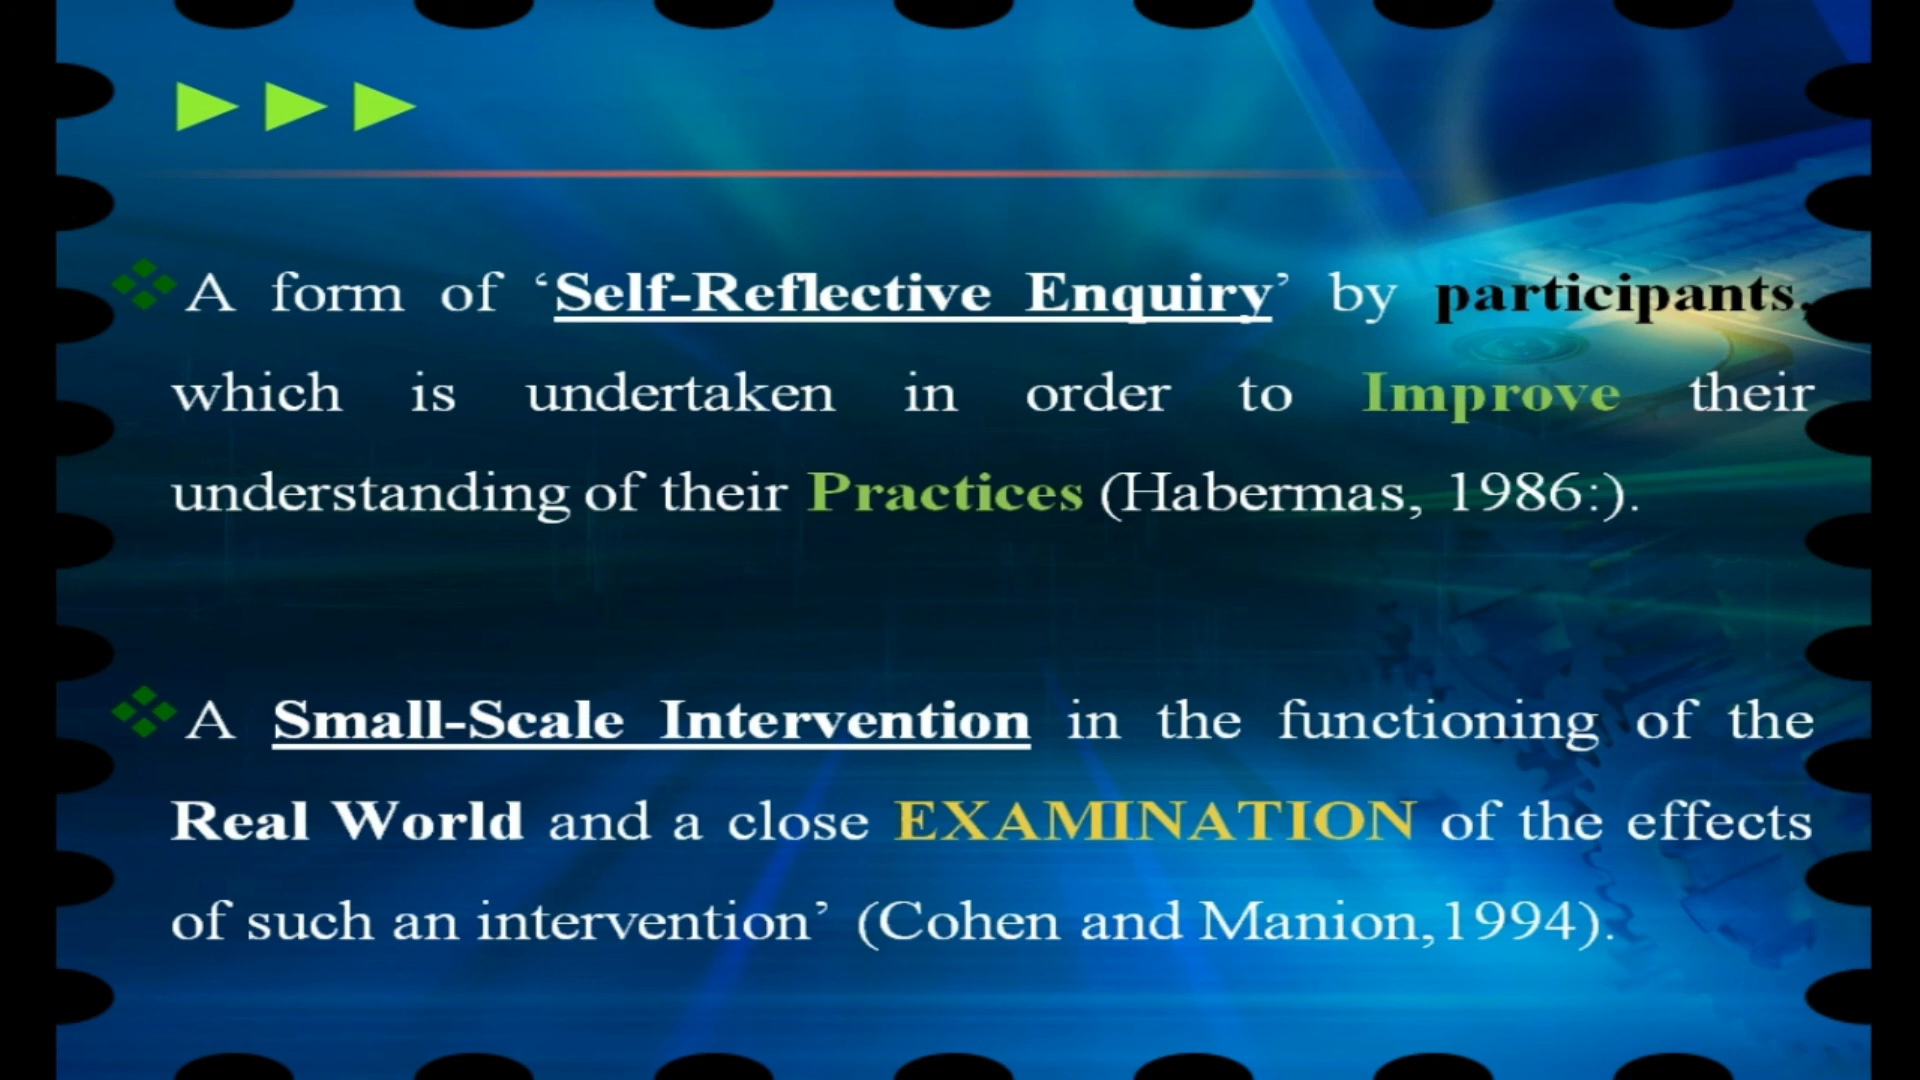 A form of ‘Self-Reflective Enquiry’ by participants,
which is undertaken in order to Improve their
understanding of their Practices (Habermas, 1986:).
A Small-Scale Intervention in the functioning of the
Real World and a close EXAMINATION of the effects
of such an intervention’ (Cohen and Manion,1994).